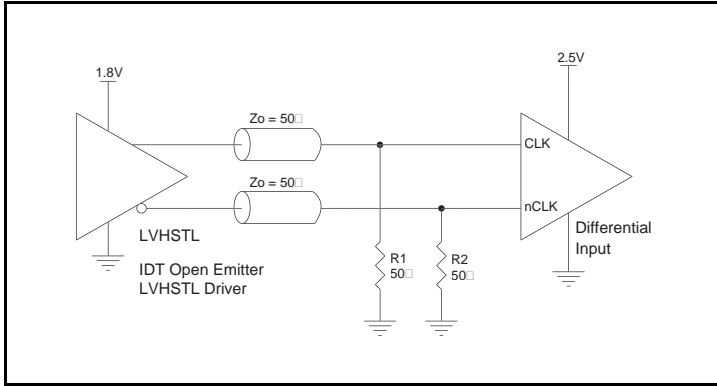 1.8V
2.5V
Zo = 50□
CLK
Zo = 50□
nCLK
LVHSTL
Differential
Input
IDT Open Emitter
LVHSTL Driver
R1
50□
R2
50□